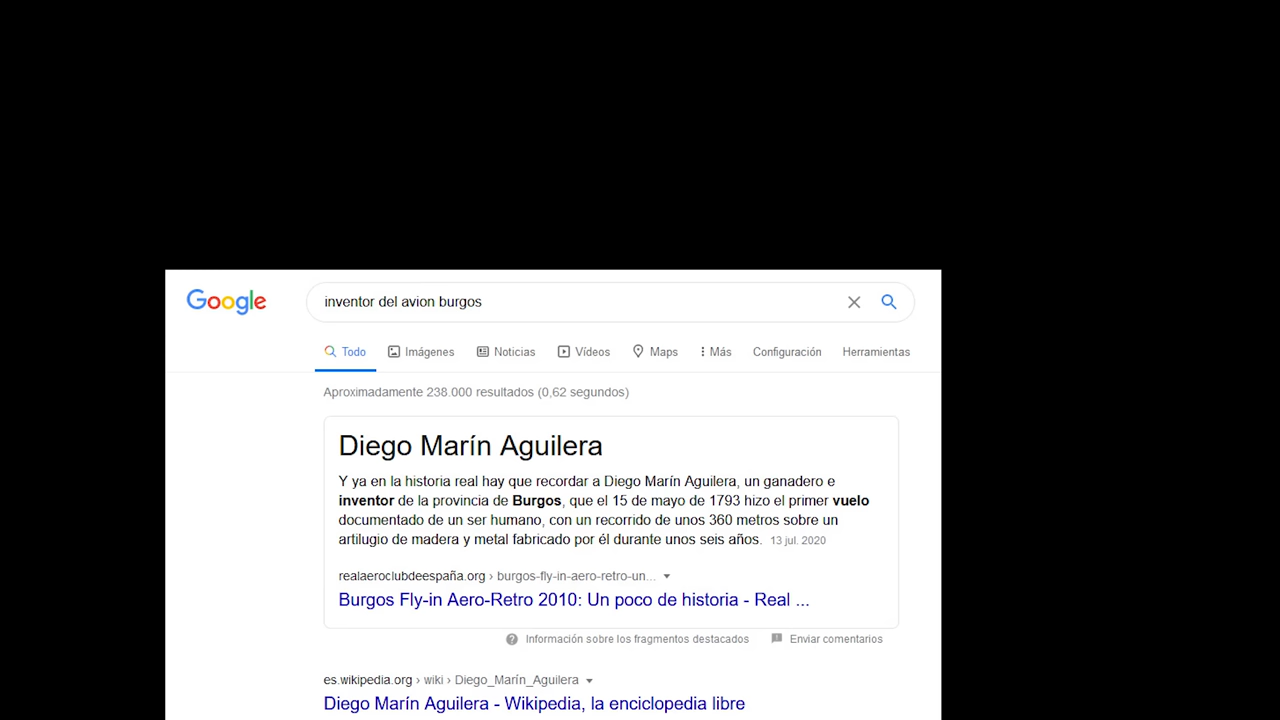 Google
inventor del avion burgos
Todo Imágenes Noticias Vídeos Maps Más Configuración Herramientas
Aproximadamente 238.000 resultados (0,62 segundos)
Diego Marín Aguilera
Y ya en la historia real hay que recordar a Diego Marín Aguilera, un ganadero e
inventor de la provincia de Burgos, que el 15 de mayo de 1793 hizo el primer vuelo
documentado de un ser humano, con un recorrido de unos 360 metros sobre un
artilugio de madera y metal fabricado por él durante unos seis años. 13 jul. 2020
realaeroclubdeespaña.org › burgos-fly-in-aero-retro-un...
Burgos Fly-in Aero-Retro 2010: Un poco de historia - Real ...
Información sobre los fragmentos destacados Enviar comentarios
es.wikipedia.org › wiki › Diego_Marín_Aguilera
Diego Marín Aguilera - Wikipedia, la enciclopedia libre